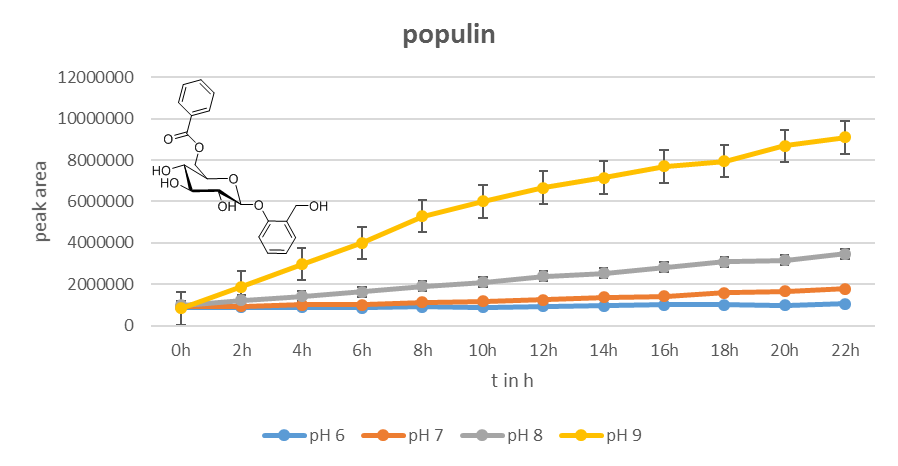 populin
peak area
12000000
10000000
8000000
6000000
4000000
2000000
0
O
O
HO
O
HO
OH
O
OH
0h 2h 4h 6h 8h 10h 12h 14h 16h 18h 20h 22h
t in h
pH 6 pH 7 pH 8 pH 9